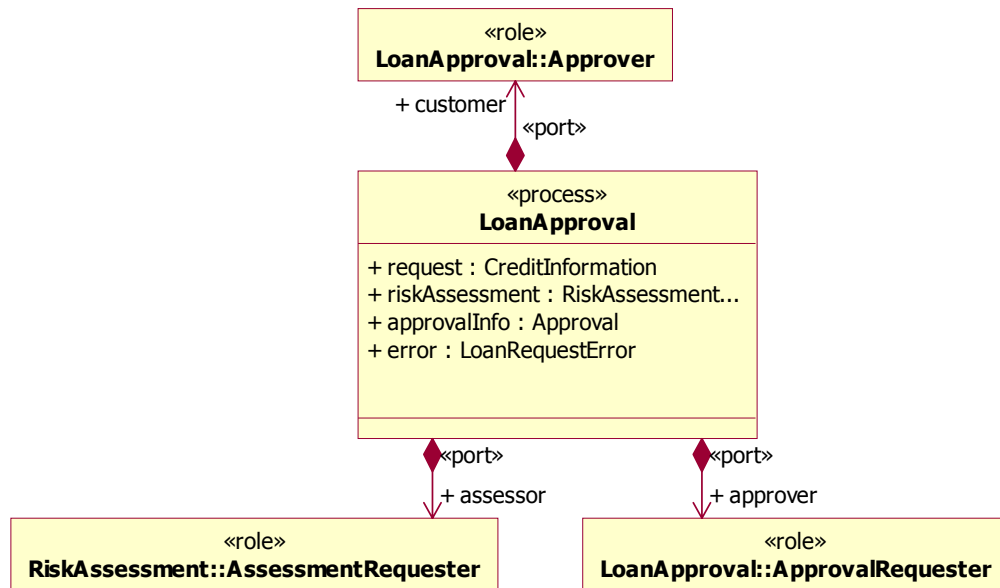 «role»
LoanApproval::Approver
+ customer
«port»
«process»
LoanApproval
+ request : CreditInformation
+ riskAssessment : RiskAssessment...
+ approvalInfo : Approval
+ error : LoanRequestError
«port»
«port»
+ assessor
+ approver
«role»
RiskAssessment::AssessmentRequester
«role»
LoanApproval::ApprovalRequester